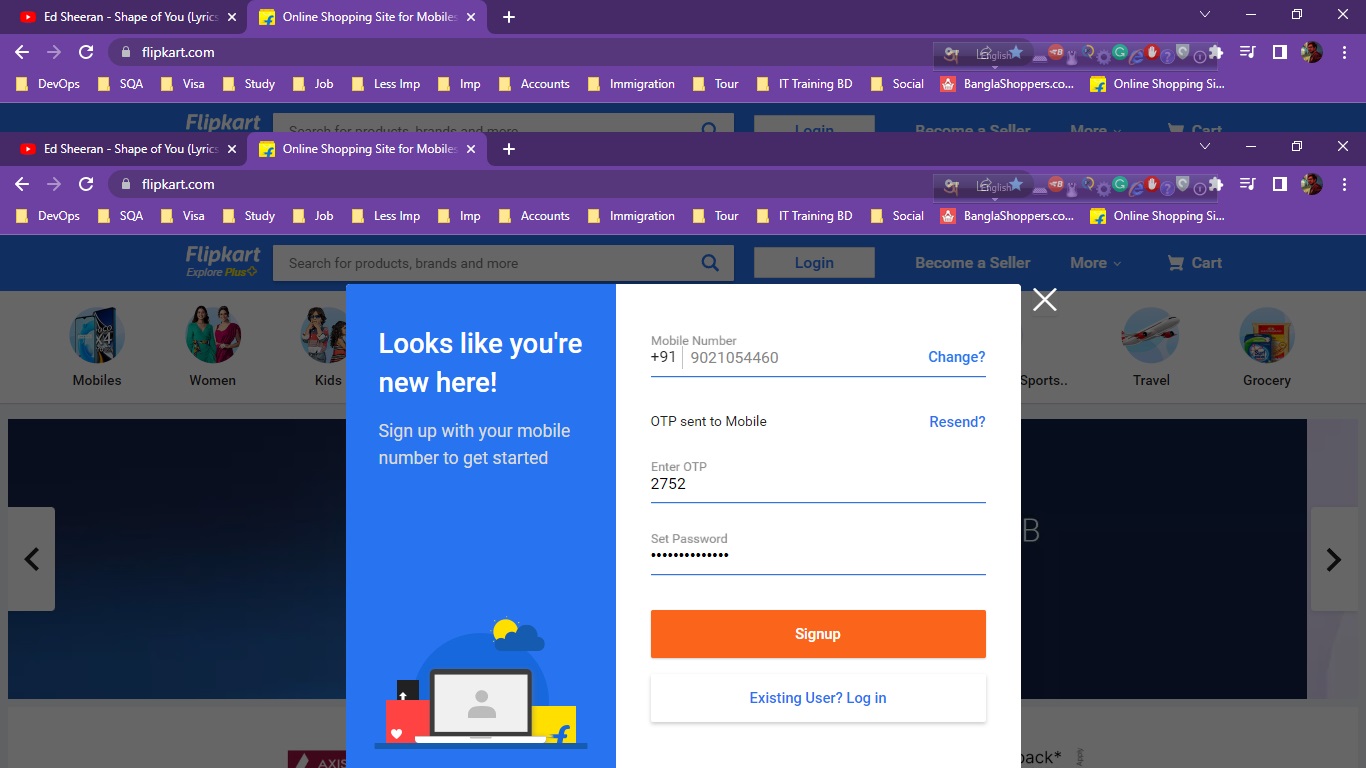 Ed Sheeran - Shape of You (Lyrics
Online Shopping Site for Mobiles
flipkart.com
English
DevOps SQA Visa Study Job Less Imp Imp Accounts Immigration Tour IT Training BD Social BanglaShoppers.co... Online Shopping Si...
Flipkart Search for products, brands and more Login Become a Seller More Cart
Ed Sheeran - Shape of You (Lyrics
Online Shopping Site for Mobiles
flipkart.com
English
DevOps SQA Visa Study Job Less Imp Imp Accounts Immigration Tour IT Training BD Social BanglaShoppers.co... Online Shopping Si...
Flipkart
Explore Plus
Search for products, brands and more Login Become a Seller More Cart
Mobiles Women Kids Sports.. Travel Grocery
Looks like you're
new here!
Sign up with your mobile
number to get started
Mobile Number
+91 9021054460 Change?
OTP sent to Mobile Resend?
Enter OTP
2752
Set Password
Signup
Existing User? Log in
B
AXIS
back*
Apply